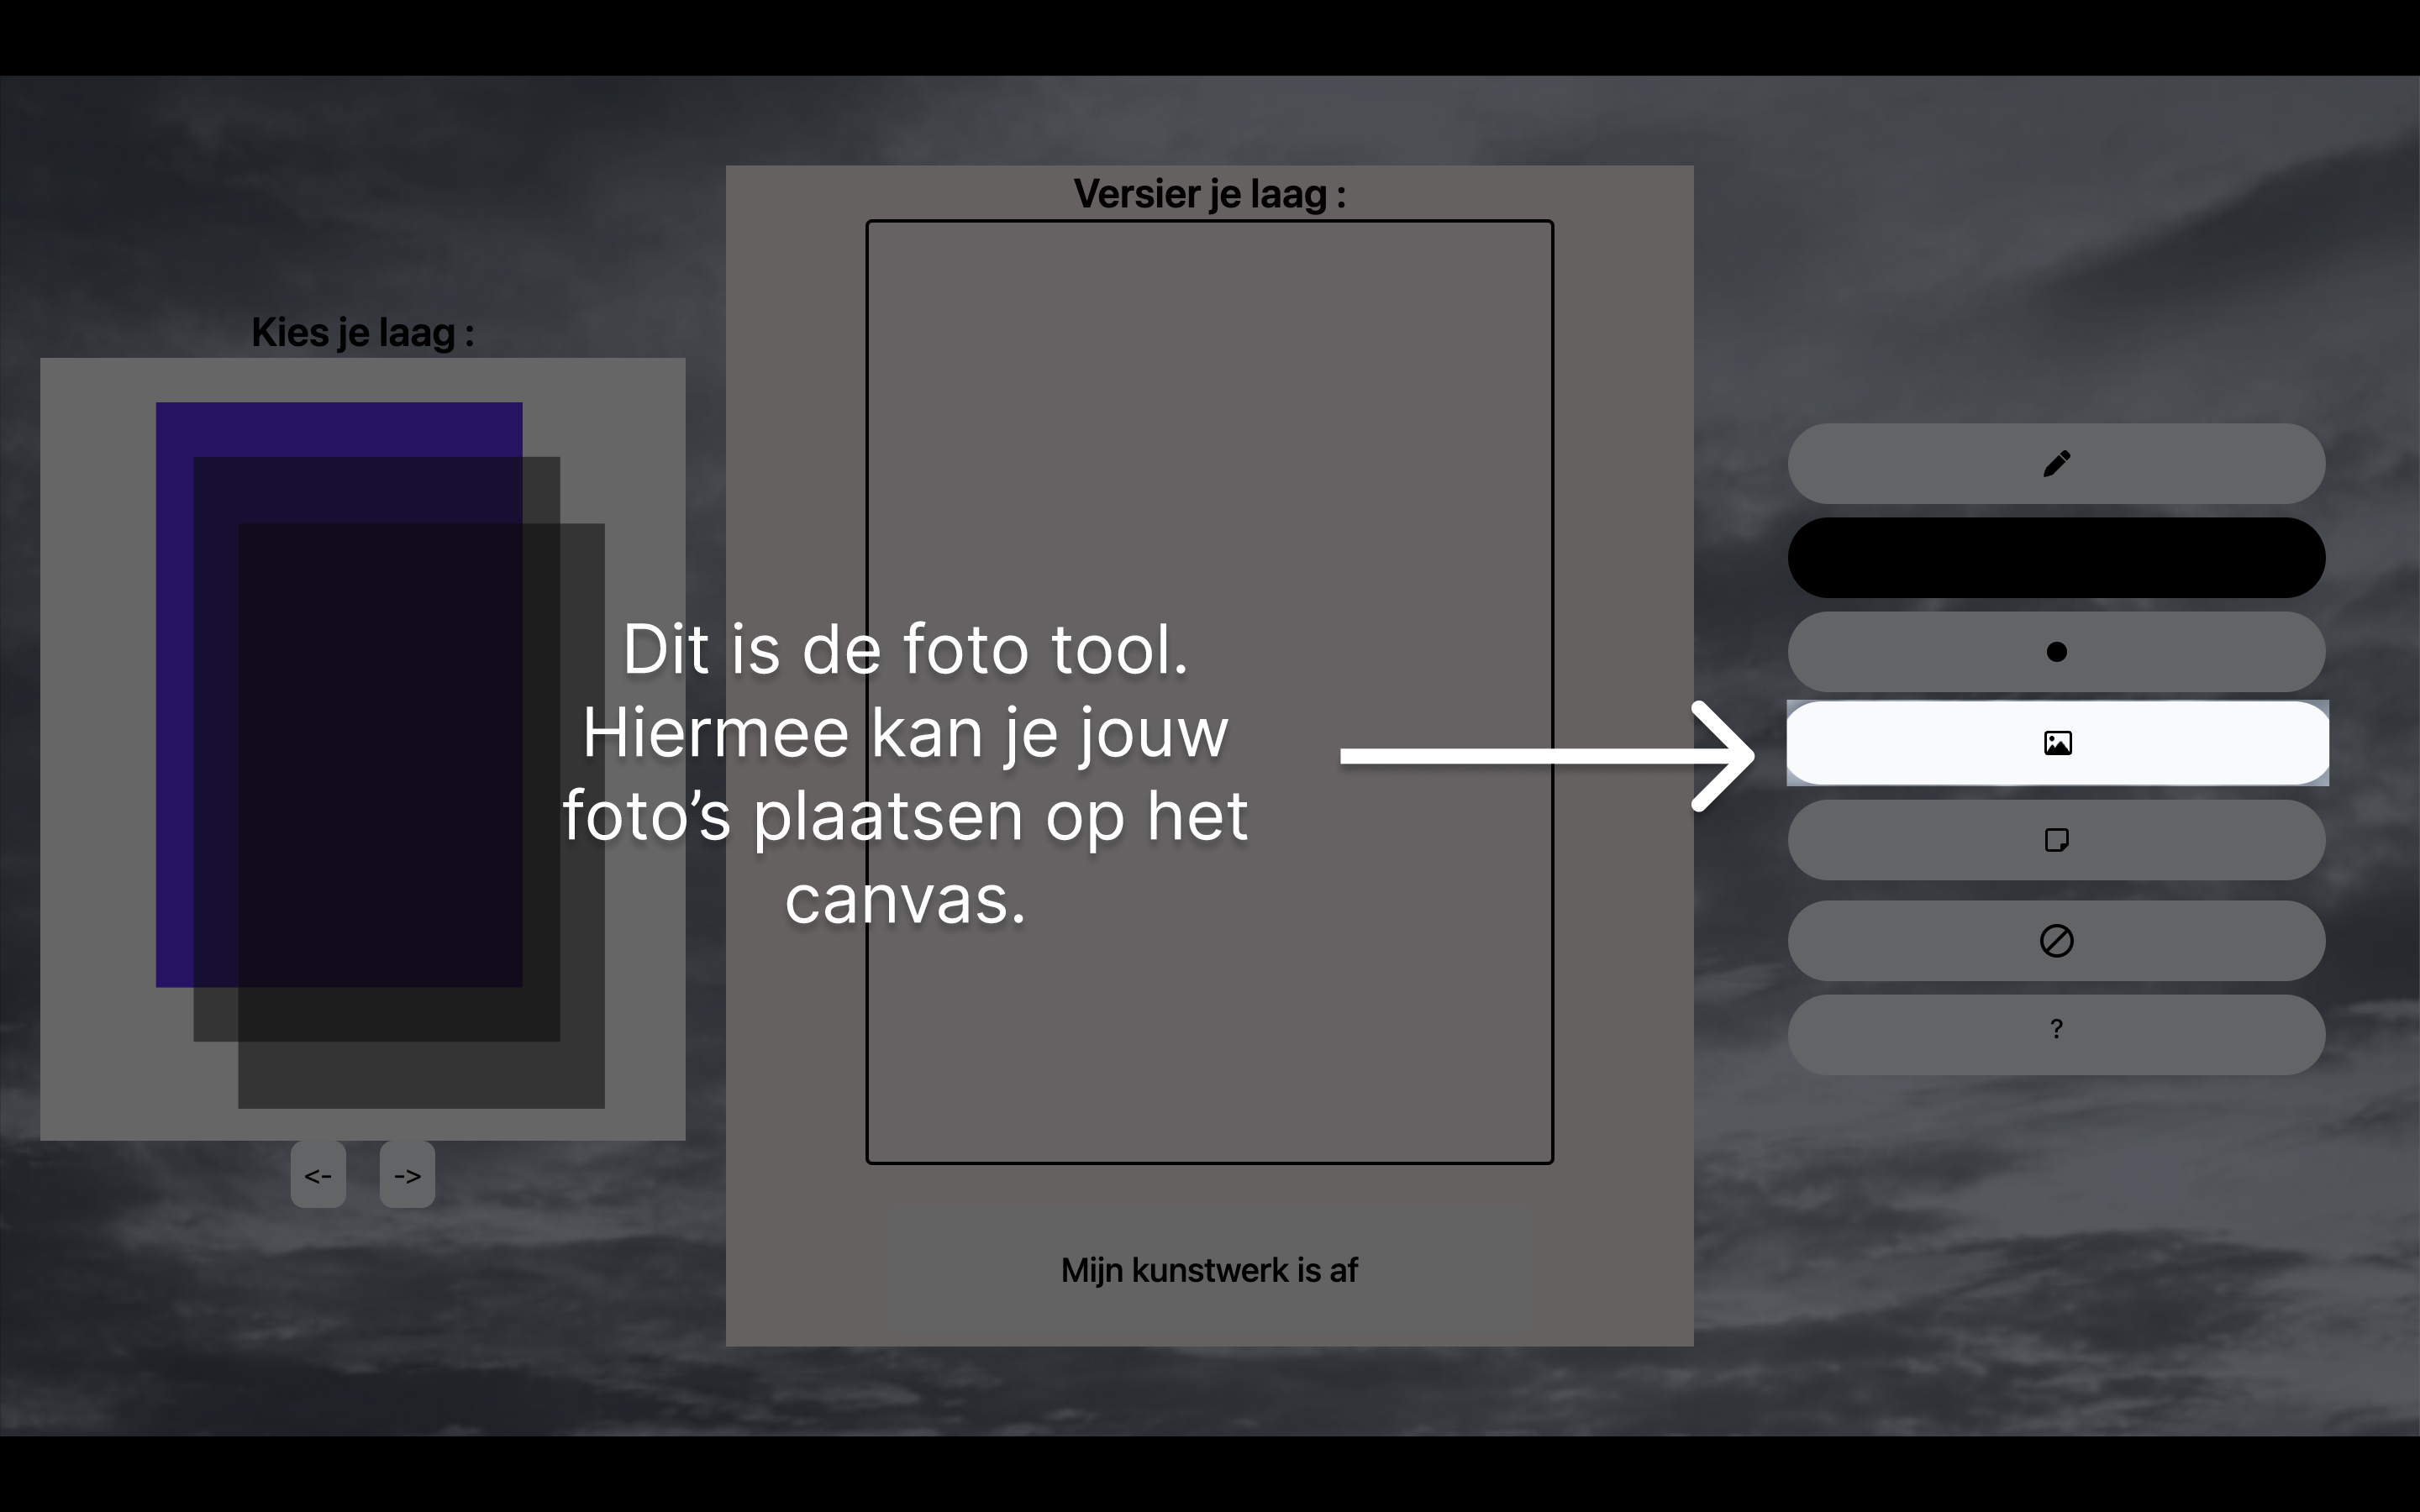 Versier je laag :
Kies je laag :
Dit is de foto tool.
Hiermee kan je jouw
foto’s plaatsen op het
canvas.
?
<- ->
Mijn kunstwerk is af